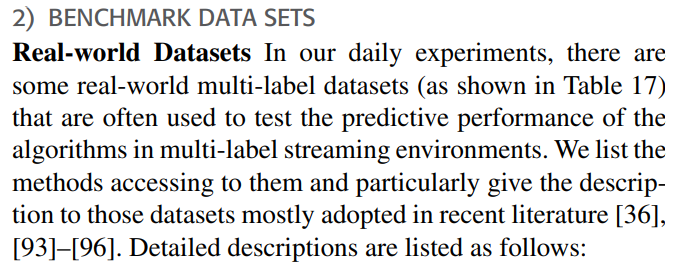 2) BENCHMARK DATA SETS
Real-world Datasets In our daily experiments, there are
some real-world multi-label datasets (as shown in Table 17)
that are often used to test the predictive performance of the
algorithms in multi-label streaming environments. We list the
methods accessing to them and particularly give the descrip-
tion to those datasets mostly adopted in recent literature [36],
[93]–[96]. Detailed descriptions are listed as follows: